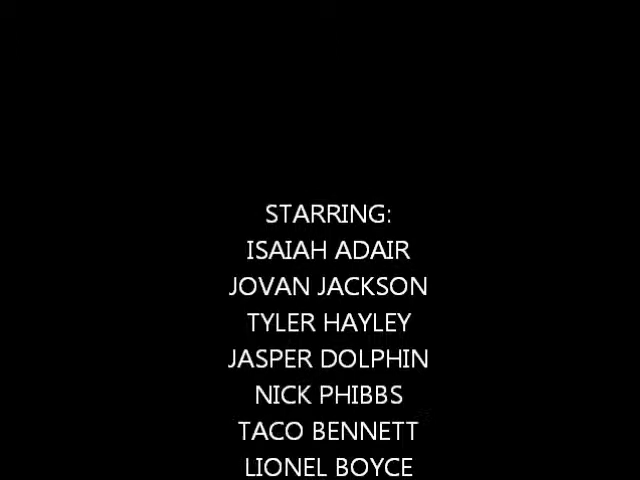 STARRING:
ISAIAH ADAIR
JOVAN JACKSON
TYLER HAYLEY
JASPER DOLPHIN
NICK PHIBBS
TACO BENNETT
LIONEL BOYCE